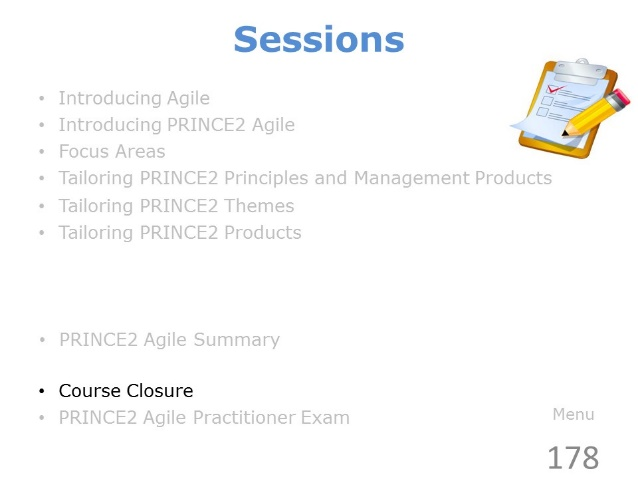 Sessions
• Introducing Agile
• Introducing PRINCE2 Agile
• Focus Areas
• Tailoring PRINCE2 Principles and Management Products
• Tailoring PRINCE2 Themes
• Tailoring PRINCE2 Products
• PRINCE2 Agile Summary
• Course Closure
• PRINCE2 Agile Practitioner Exam
Menu
178